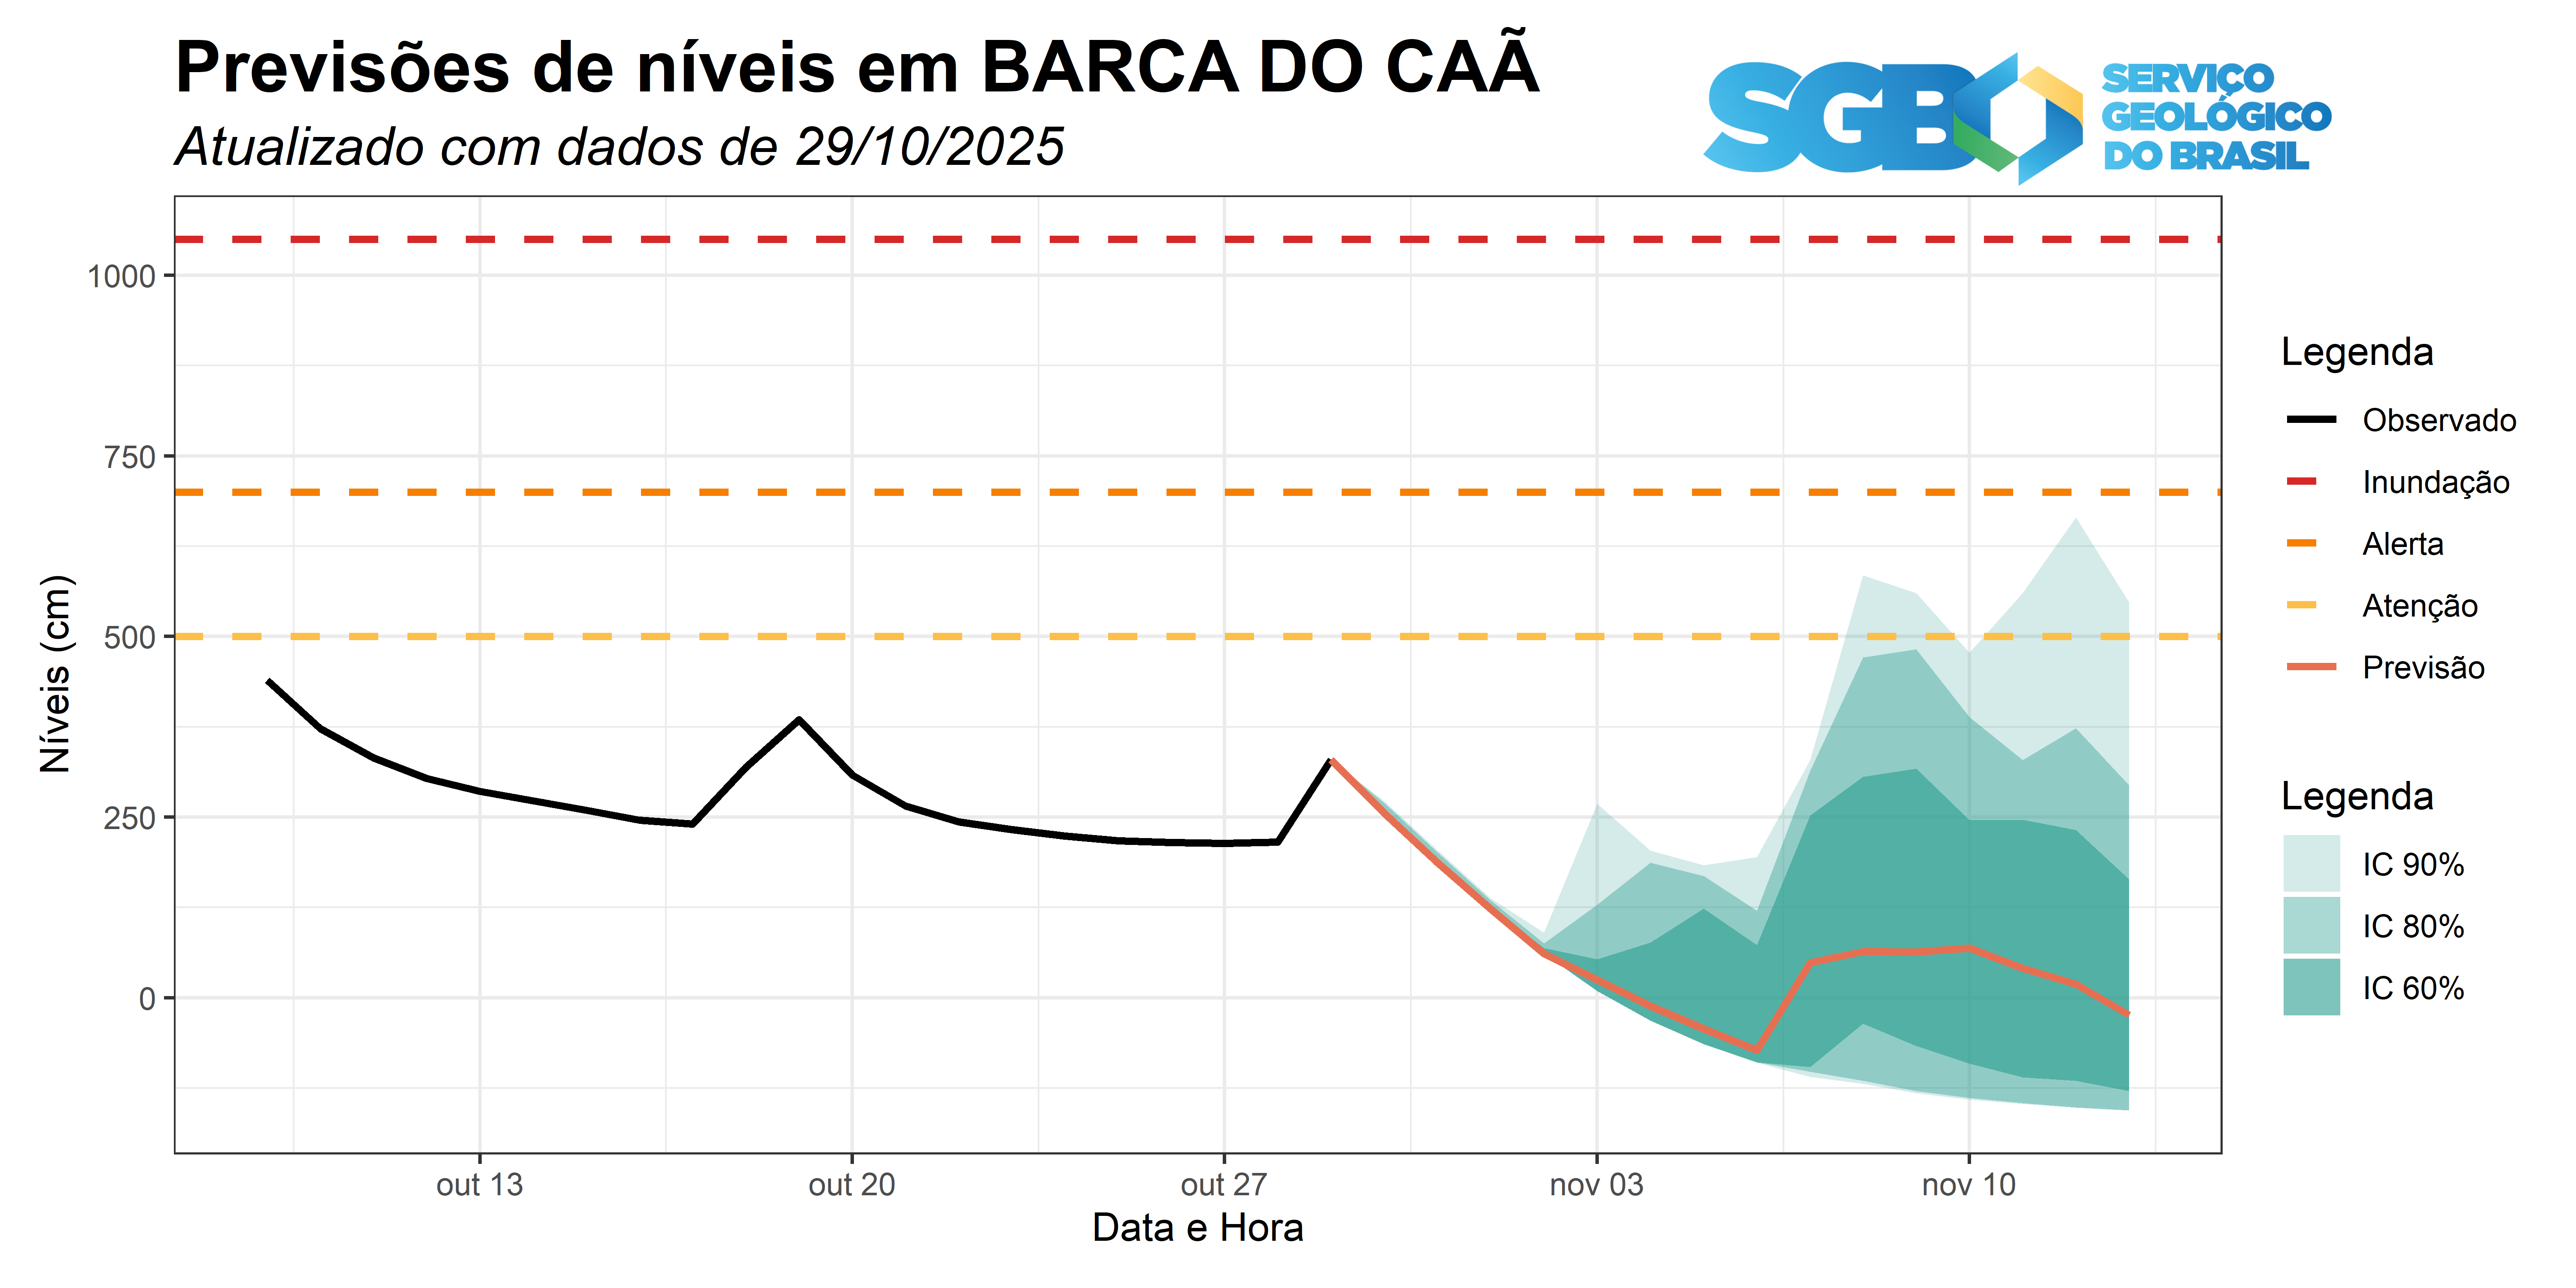 Previsões de níveis em BARCA DO CAÃ
Atualizado com dados de 29/10/2025
SGB
SERVIÇO
GEOLÓGICO
DO BRASIL
Níveis (cm)
1000
750
500
250
0
out 13
out 20
out 27
nov 03
nov 10
Data e Hora
Legenda
Observado
Inundação
Alerta
Atenção
Previsão
Legenda
IC 90%
IC 80%
IC 60%